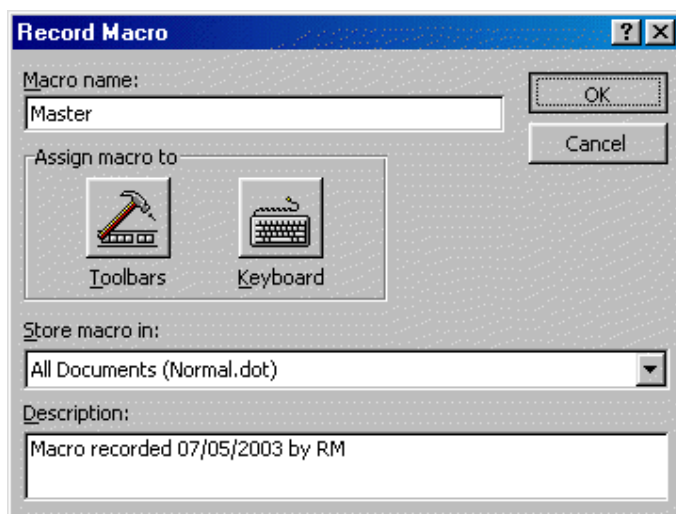 Record Macro
Macro name:
Master
OK
Cancel
Assign macro to
Toolbars
Keyboard
Store macro in:
All Documents (Normal.dot)
Description:
Macro recorded 07/05/2003 by RM